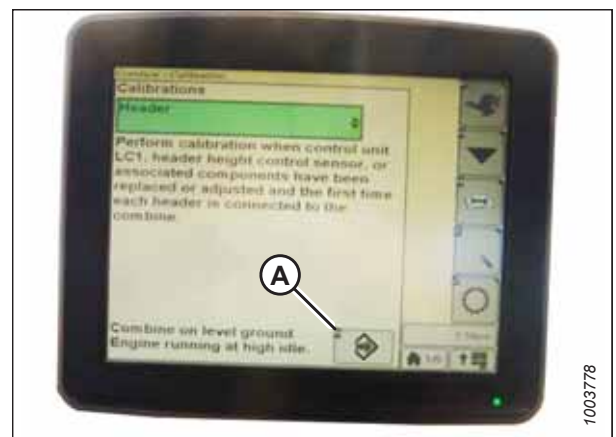 Combine - Calibration
Calibrations
Header
Perform calibration when control unit
LC1, header height control sensor, or
associated components have been
replaced or adjusted and the first time
each header is connected to the
combine.
A
Combine on level ground.
Engine running at high idle.
1003778